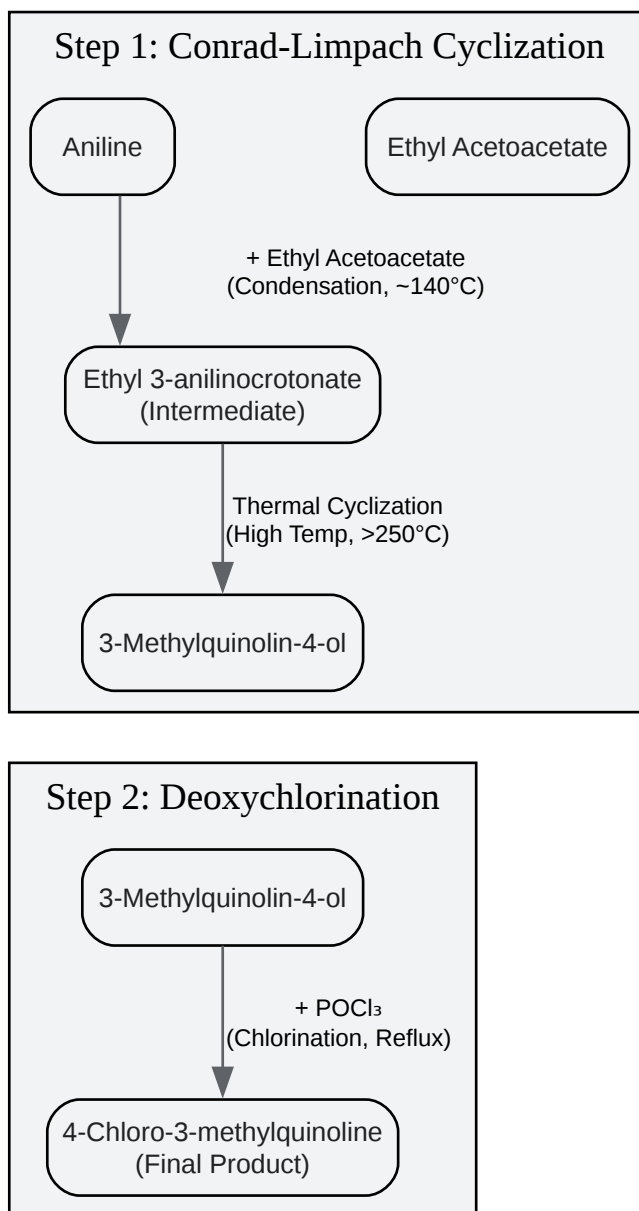 Step 1: Conrad-Limpach Cyclization
Aniline
Ethyl Acetoacetate
+ Ethyl Acetoacetate
(Condensation, ~140°C)
Ethyl 3-anilinocrotonate
(Intermediate)
Thermal Cyclization
(High Temp, >250°C)
3-Methylquinolin-4-ol
Step 2: Deoxychlorination
3-Methylquinolin-4-ol
+ POCl₃
(Chlorination, Reflux)
4-Chloro-3-methylquinoline
(Final Product)